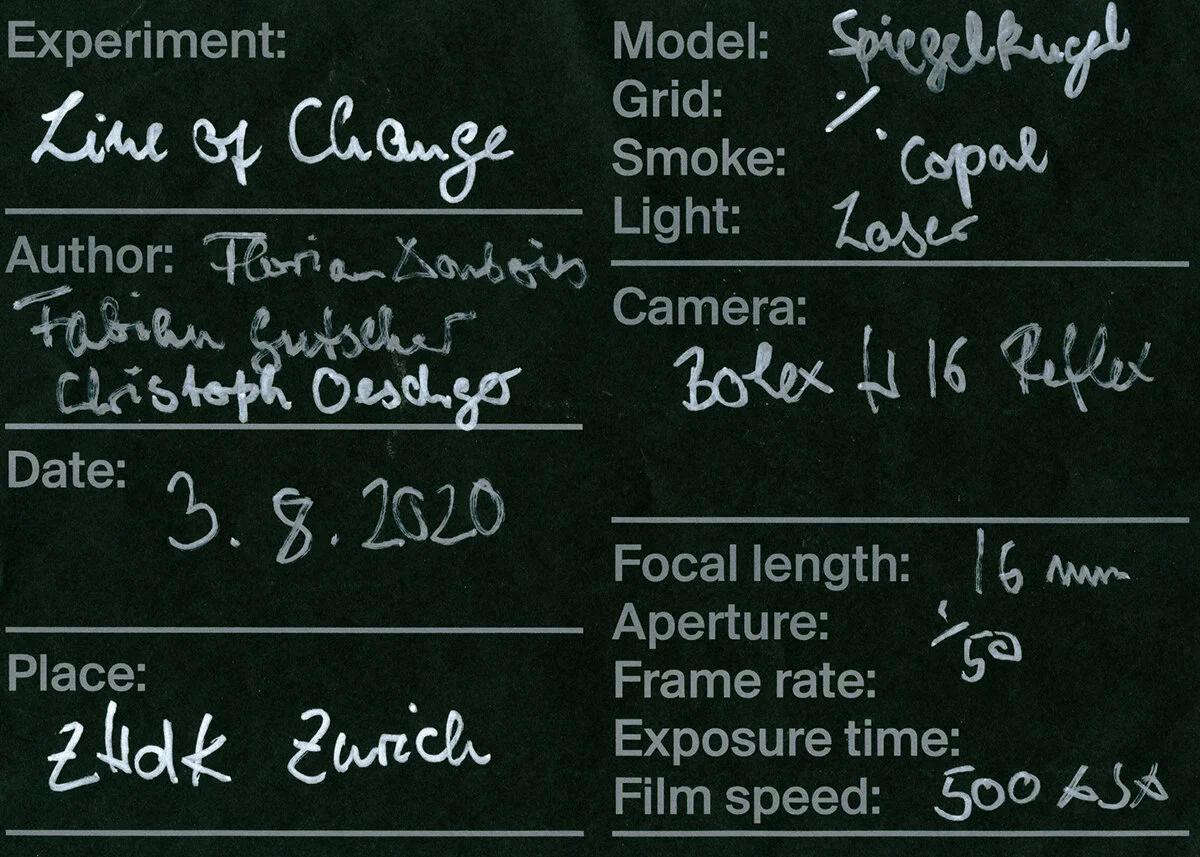 Experiment:
Line of Change
Author: Florian Dombois
Fabian Gutscher
Christoph Oeschger
Date:
3. 8. 2020
Place:
ZHdK Zurich
Model: Spiegelkugel
Grid: ·/.
Smoke: Copal
Light: Laser
Camera:
Bolex H 16 Reflex
Focal length: 16 mm
Aperture: ·/50
Frame rate:
Exposure time:
Film speed: 500 ASA